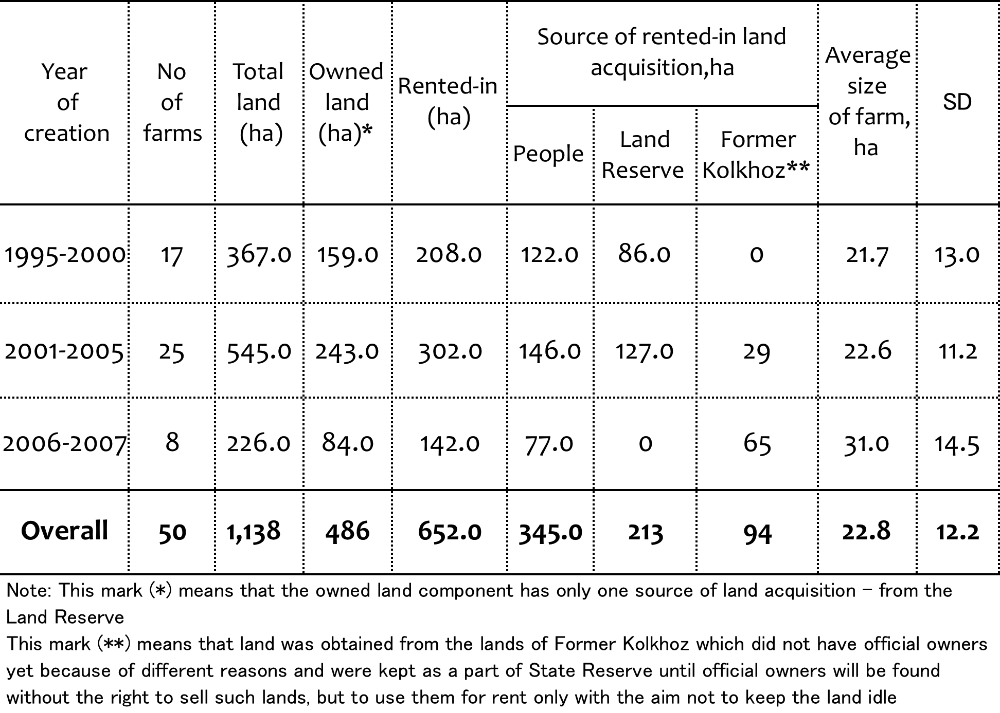 Year of creation | No of farms | Total land (ha) | Owned land (ha)* | Rented-in (ha) | Source of rented-in land acquisition,ha | Average size of farm, ha | SD
People | Land Reserve | Former Kolkhoz**
1995-2000 | 17 | 367.0 | 159.0 | 208.0 | 122.0 | 86.0 | 0 | 21.7 | 13.0
2001-2005 | 25 | 545.0 | 243.0 | 302.0 | 146.0 | 127.0 | 29 | 22.6 | 11.2
2006-2007 | 8 | 226.0 | 84.0 | 142.0 | 77.0 | 0 | 65 | 31.0 | 14.5
Overall | 50 | 1,138 | 486 | 652.0 | 345.0 | 213 | 94 | 22.8 | 12.2
Note: This mark (*) means that the owned land component has only one source of land acquisition – from the
Land Reserve
This mark (**) means that land was obtained from the lands of Former Kolkhoz which did not have official owners
yet because of different reasons and were kept as a part of State Reserve until official owners will be found
without the right to sell such lands, but to use them for rent only with the aim not to keep the land idle